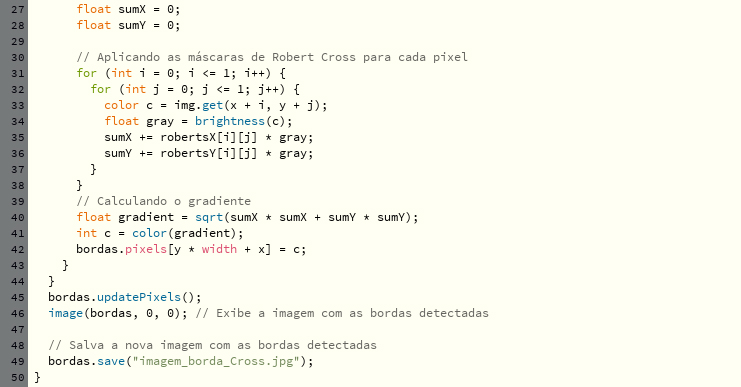 27 float sumX = 0;
28 float sumY = 0;
29
30 // Aplicando as máscaras de Robert Cross para cada pixel
31 for (int i = 0; i <= 1; i++) {
32 for (int j = 0; j <= 1; j++) {
33 color c = img.get(x + i, y + j);
34 float gray = brightness(c);
35 sumX += robertsX[i][j] * gray;
36 sumY += robertsY[i][j] * gray;
37 }
38 }
39 // Calculando o gradiente
40 float gradient = sqrt(sumX * sumX + sumY * sumY);
41 int c = color(gradient);
42 bordas.pixels[y * width + x] = c;
43 }
44 }
45 bordas.updatePixels();
46 image(bordas, 0, 0); // Exibe a imagem com as bordas detectadas
47
48 // Salva a nova imagem com as bordas detectadas
49 bordas.save("imagem_borda_Cross.jpg");
50 }